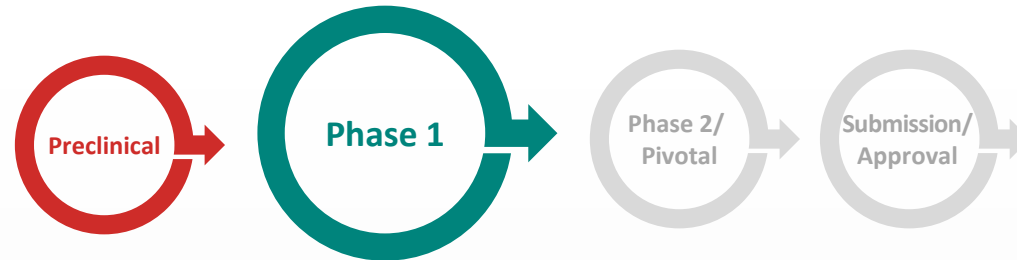 Preclinical
Phase 1
Phase 2/
Pivotal
Submission/
Approval